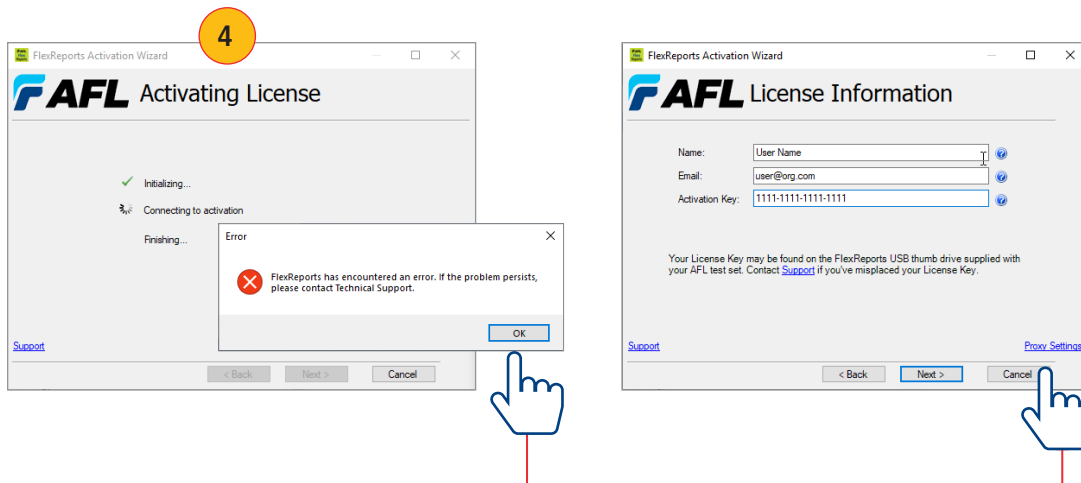 4
FlexReports Activation Wizard
AFL Activating License
Initializing...
Connecting to activation
Finishing...
Error
FlexReports has encountered an error. If the problem persists,
please contact Technical Support.
OK
Support
< Back Next > Cancel
FlexReports Activation Wizard
AFL License Information
Name: User Name
Email: user@org.com
Activation Key: 1111-1111-1111-1111
Your License Key may be found on the FlexReports USB thumb drive supplied with
your AFL test set. Contact Support if you've misplaced your License Key.
Support Proxy Settings
< Back Next > Cancel